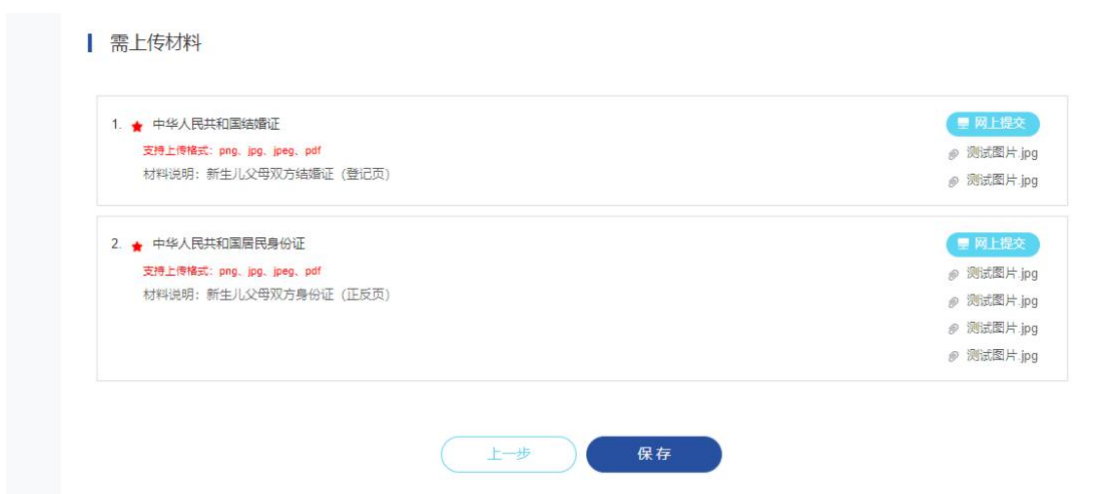 需上传材料
1. ★ 中华人民共和国结婚证
网上提交
支持上传格式：png、jpg、jpeg、pdf
测试图片.jpg
材料说明：新生儿父母双方结婚证（登记页）
测试图片.jpg
2. ★ 中华人民共和国居民身份证
网上提交
支持上传格式：png、jpg、jpeg、pdf
测试图片.jpg
材料说明：新生儿父母双方身份证（正反页）
测试图片.jpg
测试图片.jpg
测试图片.jpg
上一步
保存